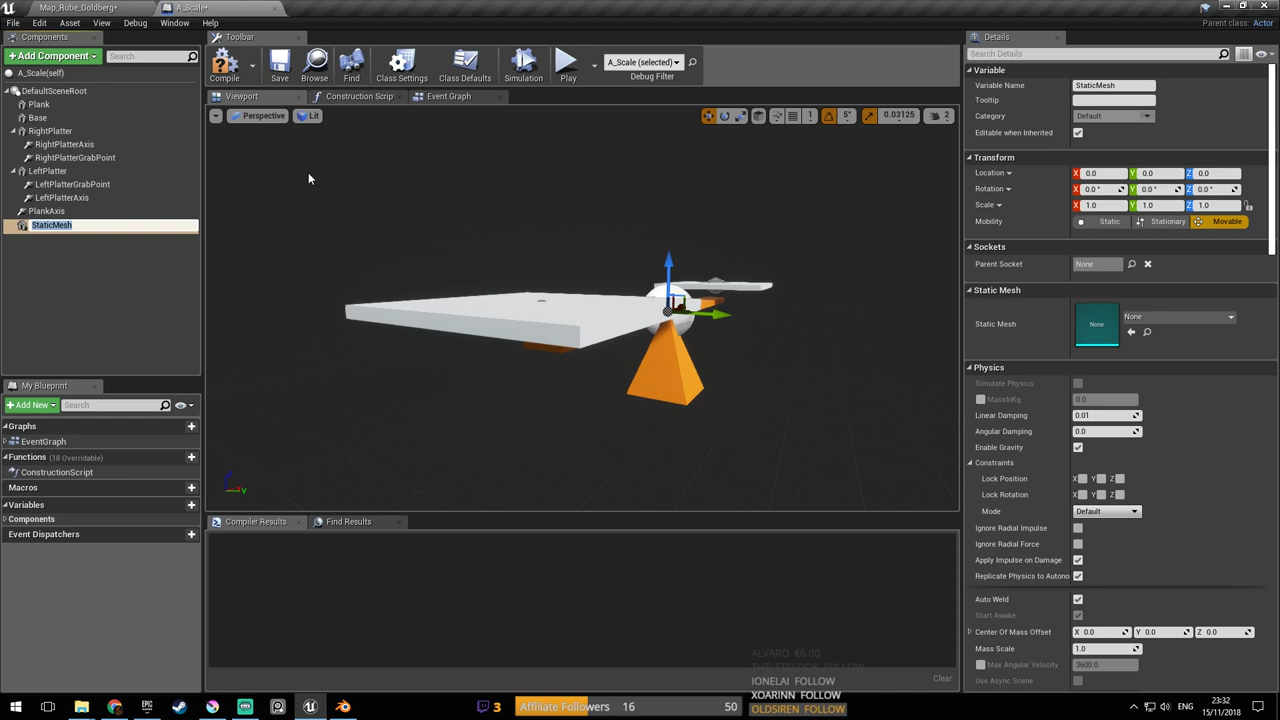 Map_Rube_Goldberg*
A_Scale*
File Edit Asset View Debug Window Help
Parent class: Actor
Components
Add Component
Search
A_Scale(self)
DefaultSceneRoot
Plank
Base
RightPlatter
RightPlatterAxis
RightPlatterGrabPoint
LeftPlatter
LeftPlatterGrabPoint
LeftPlatterAxis
PlankAxis
StaticMesh
My Blueprint
Add New
Search
Graphs
EventGraph
Functions (18 Overridable)
ConstructionScript
Macros
Variables
Components
Event Dispatchers
Toolbar
Compile
Save
Browse
Find
Class Settings
Class Defaults
Simulation
Play
A_Scale (selected)
Debug Filter
Viewport
Construction Scrip
Event Graph
Perspective
Lit
1
5°
0.03125
2
Y
Compiler Results
Find Results
Clear
Details
Search Details
Variable
Variable Name StaticMesh
Tooltip
Category Default
Editable when Inherited
Transform
Location X 0.0 Y 0.0 Z 0.0
Rotation X 0.0 ° Y 0.0 ° Z 0.0 °
Scale X 1.0 Y 1.0 Z 1.0
Mobility Static Stationary Movable
Sockets
Parent Socket None
Static Mesh
Static Mesh None None
Physics
Simulate Physics
MassInKg 0.0
Linear Damping 0.01
Angular Damping 0.0
Enable Gravity
Constraints
Lock Position X Y Z
Lock Rotation X Y Z
Mode Default
Ignore Radial Impulse
Ignore Radial Force
Apply Impulse on Damage
Replicate Physics to Autono
Auto Weld
Start Awake
Center Of Mass Offset X 0.0 Y 0.0 Z 0.0
Mass Scale 1.0
Max Angular Velocity 3600.0
Use Async Scene
ALVARO €6.00
THELETSLOOK FOLLOW
IONELAI FOLLOW
XOARINN FOLLOW
OLDSIREN FOLLOW
3
Affiliate Followers 16 50
23:32
15/11/2018